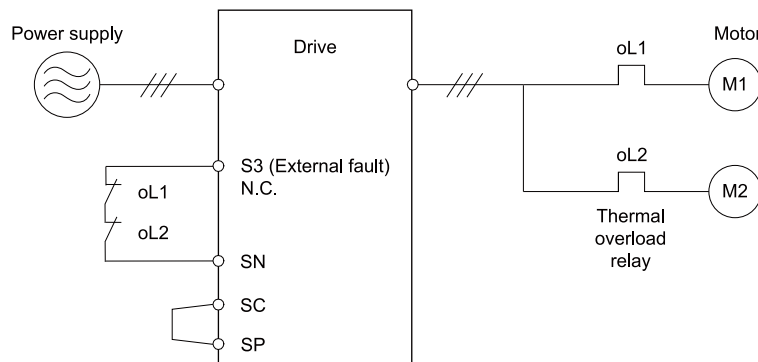 Power supply
Drive
oL1
Motor
M1
S3 (External fault)
N.C.
oL1
oL2
oL2
M2
Thermal
overload
relay
SN
SC
SP